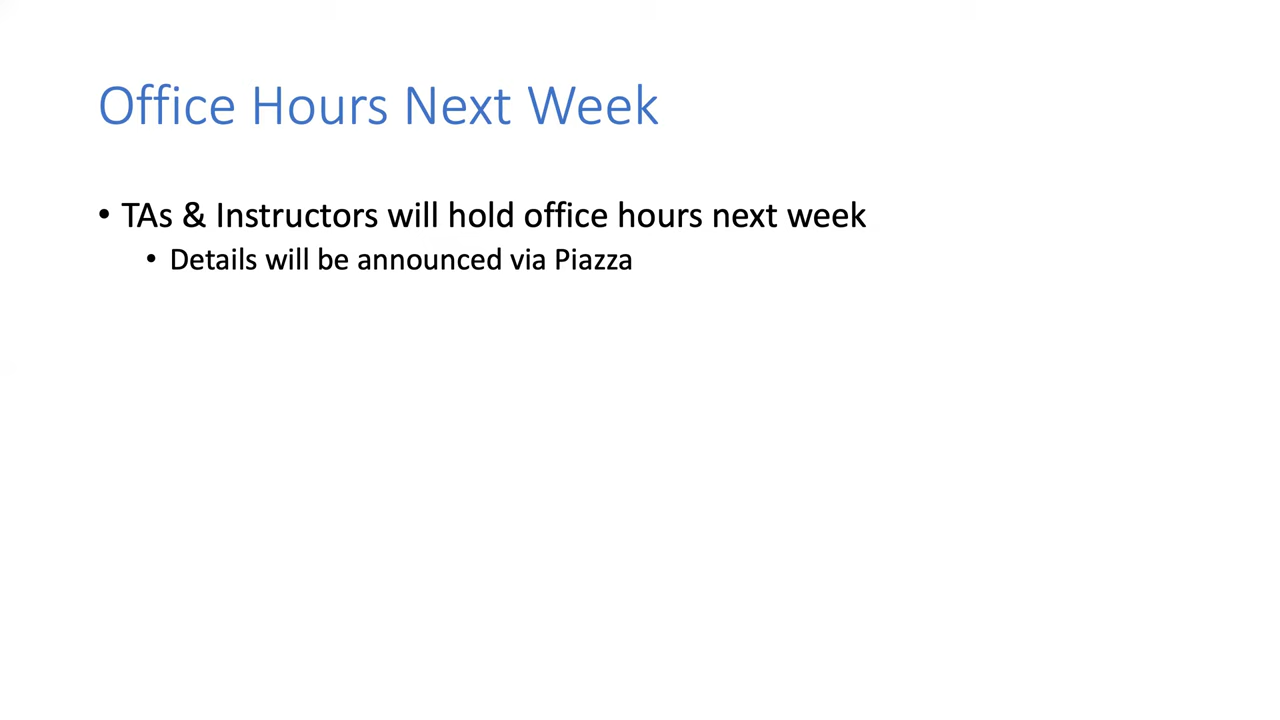 Office Hours Next Week
• TAs & Instructors will hold office hours next week
• Details will be announced via Piazza